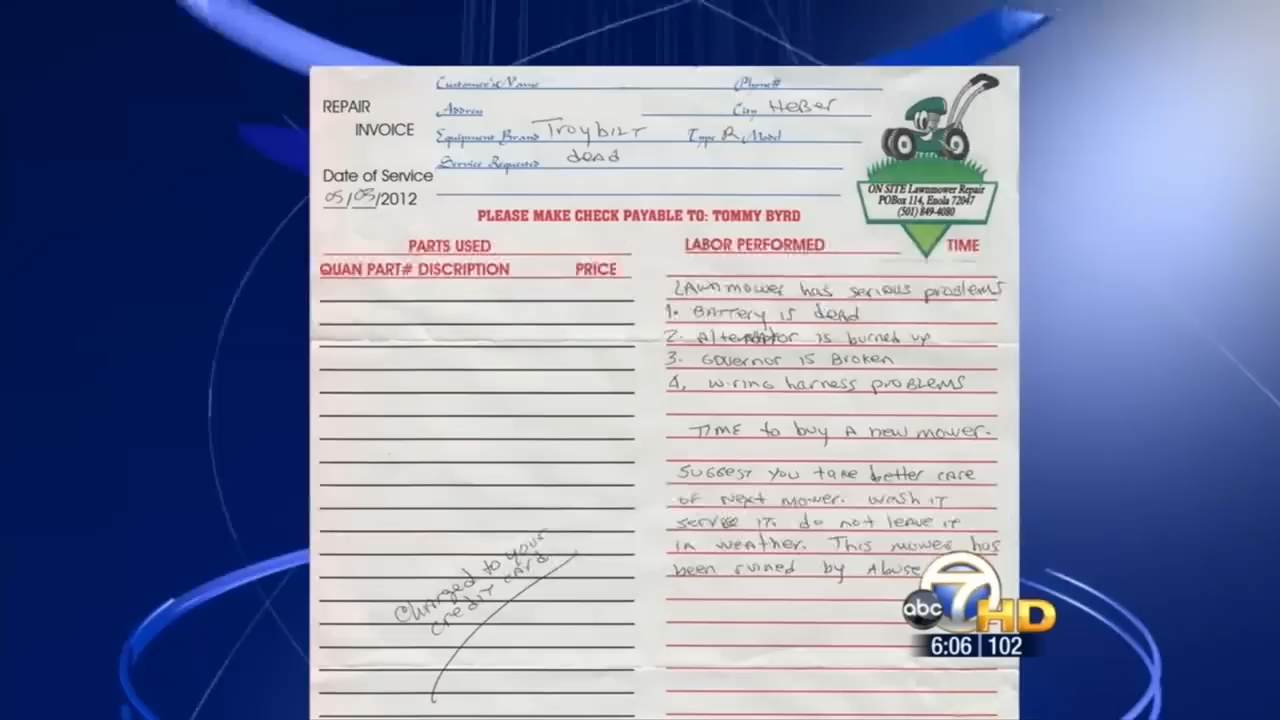 Customer's Name Phone#
REPAIR
INVOICE
Address City Heber
Equipment Brand Troybilt Type R Model
Service Requested dead
Date of Service
05/03/2012
ON SITE Lawnmower Repair
POBox 114, Enola 72047
(501) 849-4080
PLEASE MAKE CHECK PAYABLE TO: TOMMY BYRD
PARTS USED
QUAN PART# DISCRIPTION PRICE
LABOR PERFORMED TIME
Lawnmower has serious problems
1. Battery is dead
2. Alternator is burned up
3. Governor is Broken
4. wiring harness problems
TIME to buy A new mower.
Suggest you take better care
of next mower. wash it
service it. do not leave it
in weather. This mower has
been ruined by Abuse
Charged to your
credit card
abc 7 HD
6:06 102